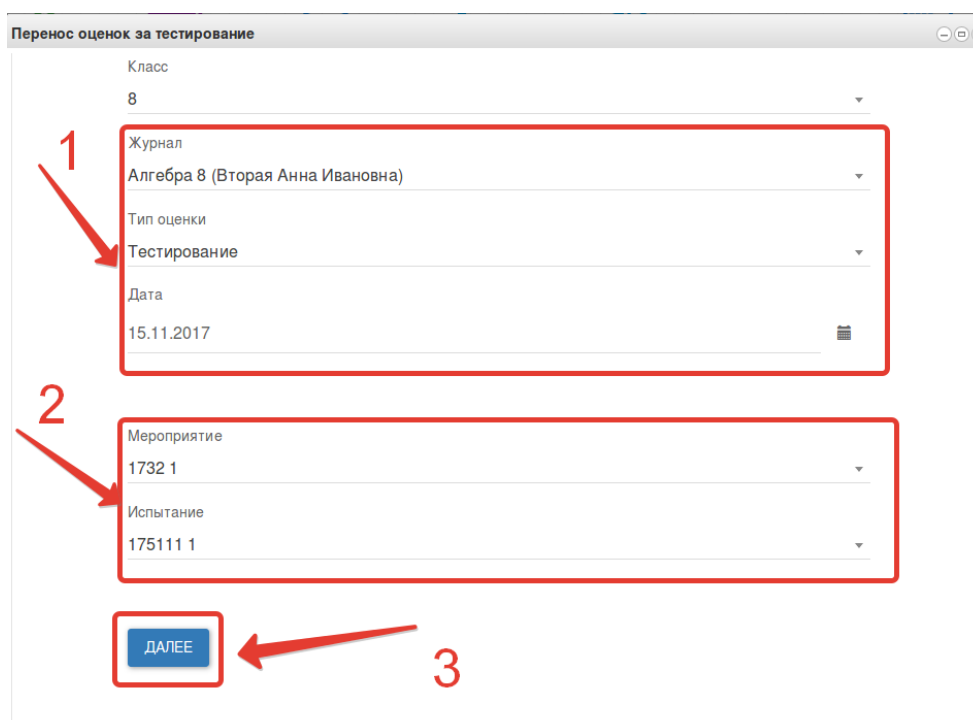 Перенос оценок за тестирование
Класс
8
1
Журнал
Алгебра 8 (Вторая Анна Ивановна)
Тип оценки
Тестирование
Дата
15.11.2017
2
Мероприятие
1732 1
Испытание
175111 1
ДАЛЕЕ
3